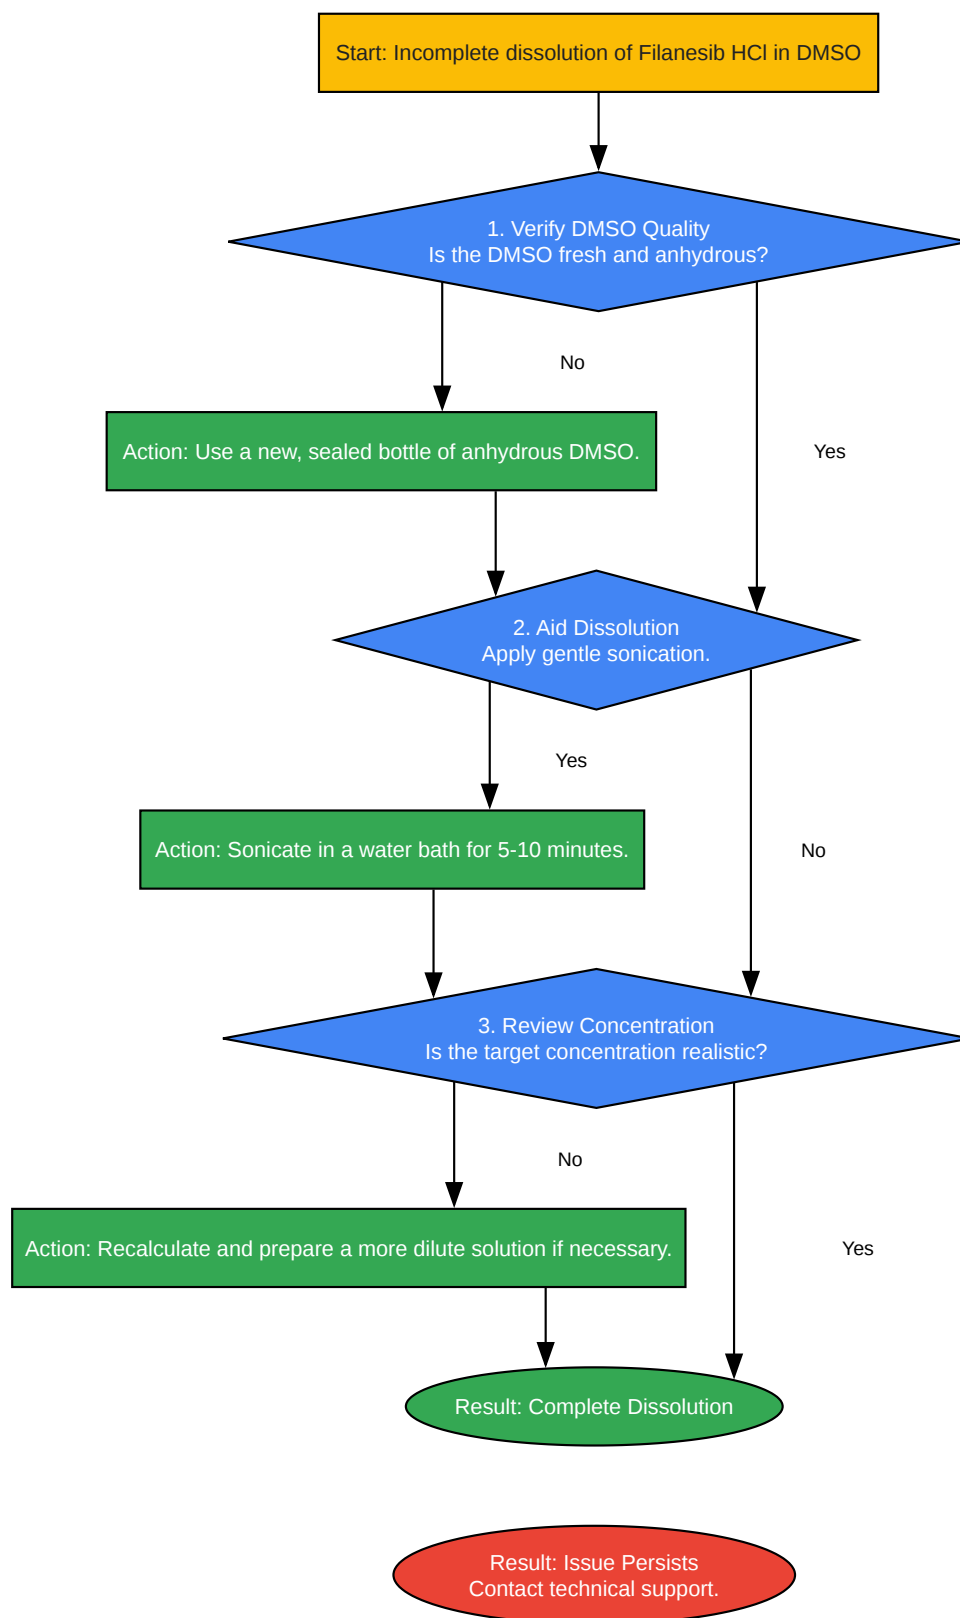 Start: Incomplete dissolution of Filanesib HCl in DMSO
1. Verify DMSO Quality
Is the DMSO fresh and anhydrous?
No
Action: Use a new, sealed bottle of anhydrous DMSO.
Yes
2. Aid Dissolution
Apply gentle sonication.
Yes
Action: Sonicate in a water bath for 5-10 minutes.
No
3. Review Concentration
Is the target concentration realistic?
No
Action: Recalculate and prepare a more dilute solution if necessary.
Yes
Result: Complete Dissolution
Result: Issue Persists
Contact technical support.